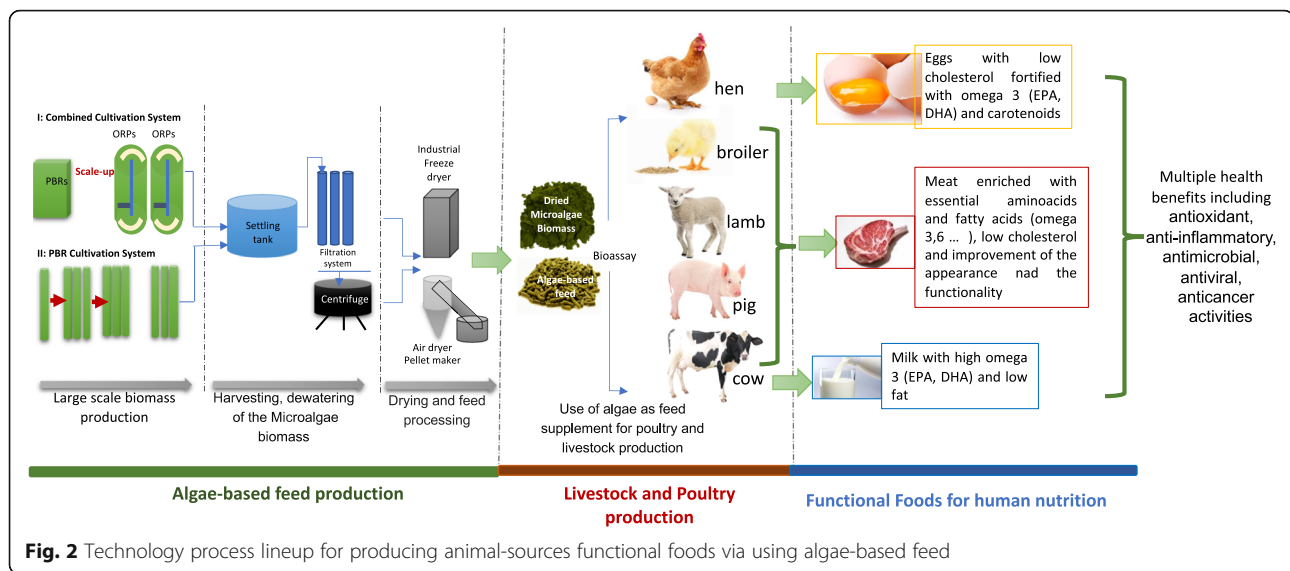 I: Combined Cultivation System
ORPs
ORPs
PBRs
Scale-up
II: PBR Cultivation System
Large scale biomass
production
Settling
tank
Filtration
system
Centrifuge
Harvesting, dewatering
of the Microalgae
biomass
Industrial
Freeze
dryer
Air dryer
Pellet maker
Drying and feed
processing
Dried
Microalgae
Biomass
Algae-based
feed
Bioassay
Use of algae as feed
supplement for poultry and
livestock production
hen
broiler
lamb
pig
cow
Eggs with low
cholesterol fortified
with omega 3 (EPA,
DHA) and carotenoids
Meat enriched with
essential aminoacids
and fatty acids (omega
3,6 ... ), low cholesterol
and improvement of the
appearance nad the
functionality
Milk with high omega
3 (EPA, DHA) and low
fat
Multiple health
benefits including
antioxidant,
anti-inflammatory,
antimicrobial,
antiviral,
anticancer
activities
Algae-based feed production
Livestock and Poultry
production
Functional Foods for human nutrition
Fig. 2 Technology process lineup for producing animal-sources functional foods via using algae-based feed